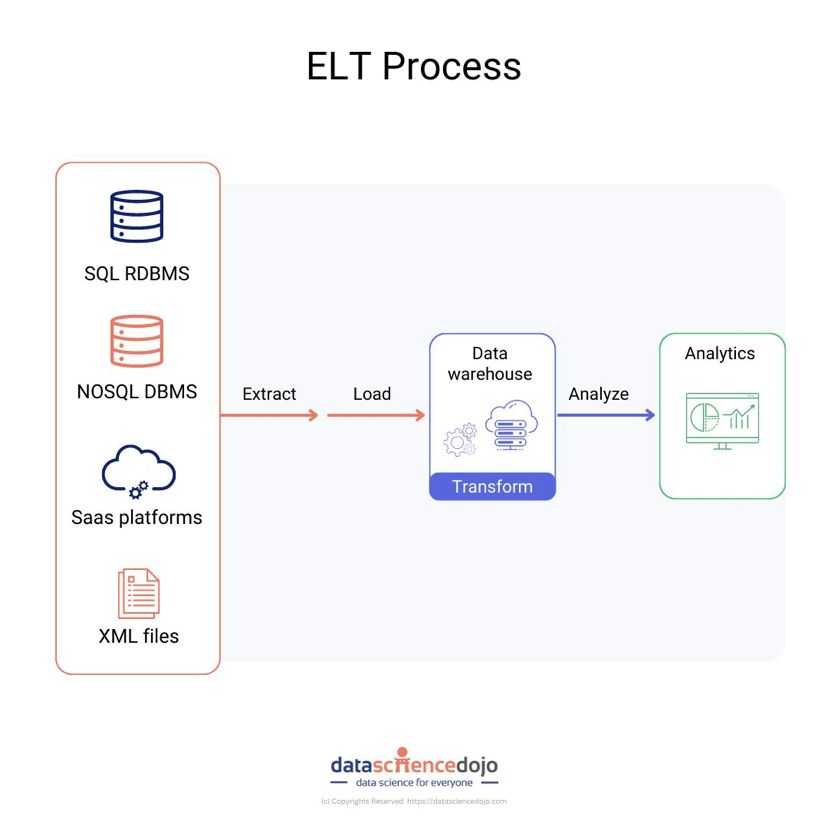 ELT Process
SQL RDBMS
NOSQL DBMS
Saas platforms
XML files
Extract
Load
Data
warehouse
Transform
Analyze
Analytics
datasciencedojo
data science for everyone
(c) Copyrights Reserved https://datasciencedojo.com